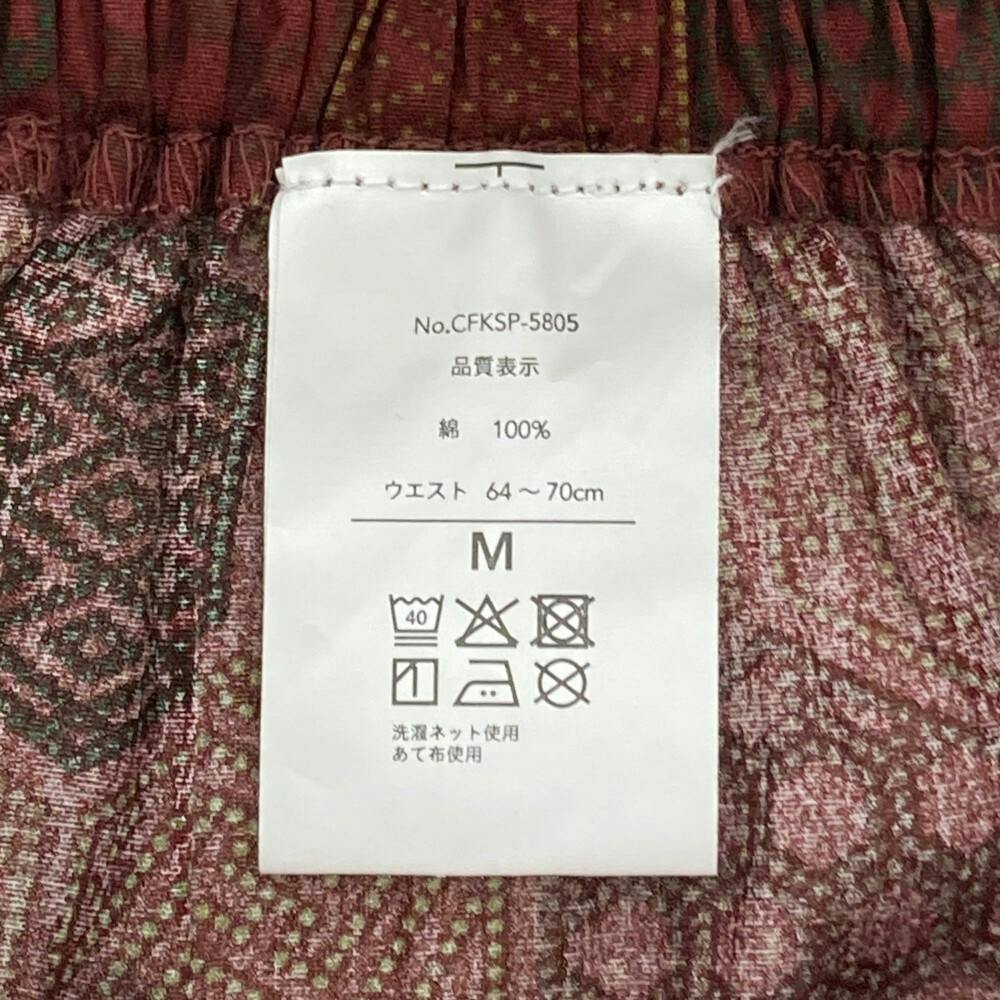 No.CFKSP-5805
品質表示
綿 100%
ウエスト 64〜70cm
M
40
洗濯ネット使用
あて布使用